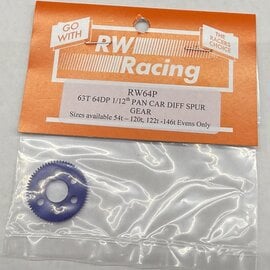 GO WITH
RW
Racing
THE RACERS CHOICE
RW64P
63T 64DP 1/12th PAN CAR DIFF SPUR
GEAR
Sizes available 54t – 120t, 122t -146t Evens Only